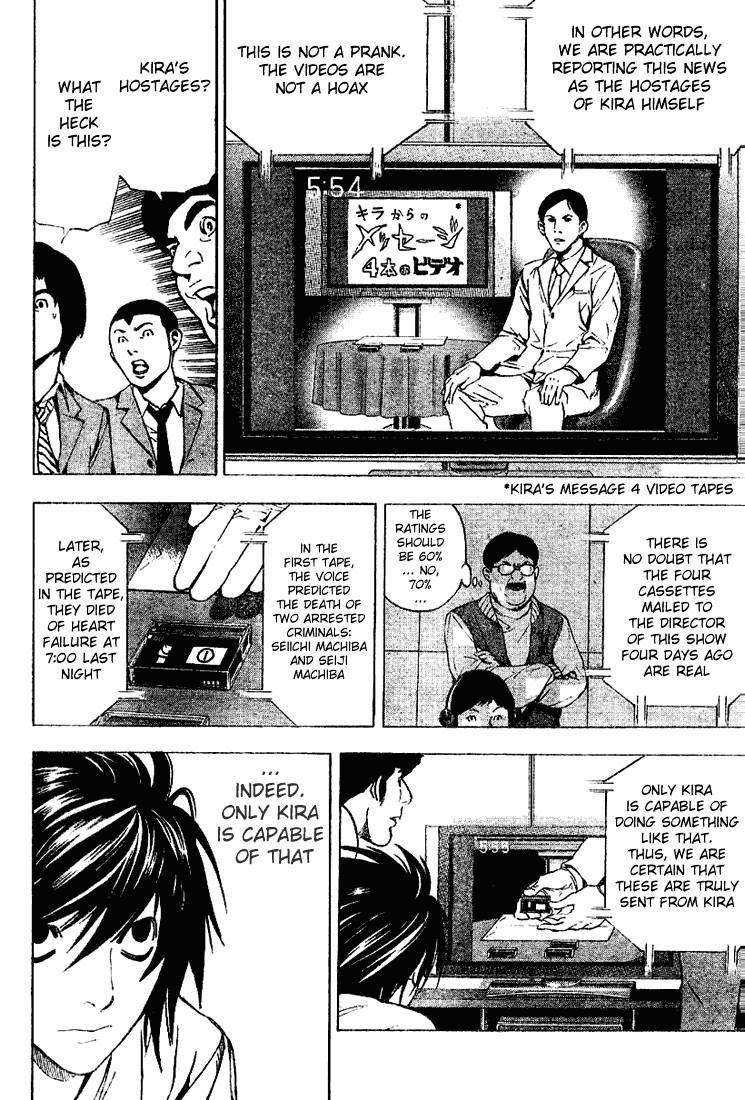 IN OTHER WORDS,
WE ARE PRACTICALLY
REPORTING THIS NEWS
AS THE HOSTAGES
OF KIRA HIMSELF
THIS IS NOT A PRANK.
THE VIDEOS ARE
NOT A HOAX
5:54
キラからの
メッセージ
4本のビデオ
*
KIRA'S
HOSTAGES?
WHAT
THE
HECK
IS THIS?
*KIRA'S MESSAGE 4 VIDEO TAPES
THERE IS
NO DOUBT THAT
THE FOUR
CASSETTES
MAILED TO
THE DIRECTOR
OF THIS SHOW
FOUR DAYS AGO
ARE REAL
THE
RATINGS
SHOULD
BE 60%
... NO,
70%
...
IN THE
FIRST TAPE,
THE VOICE
PREDICTED
THE DEATH OF
TWO ARRESTED
CRIMINALS:
SEIICHI MACHIBA
AND SEIJI
MACHIBA
LATER,
AS
PREDICTED
IN THE TAPE,
THEY DIED
OF HEART
FAILURE AT
7:00 LAST
NIGHT
ONLY KIRA
IS CAPABLE OF
DOING SOMETHING
LIKE THAT.
THUS, WE ARE
CERTAIN THAT
THESE ARE TRULY
SENT FROM KIRA
5:55
...
INDEED.
ONLY KIRA
IS CAPABLE
OF THAT